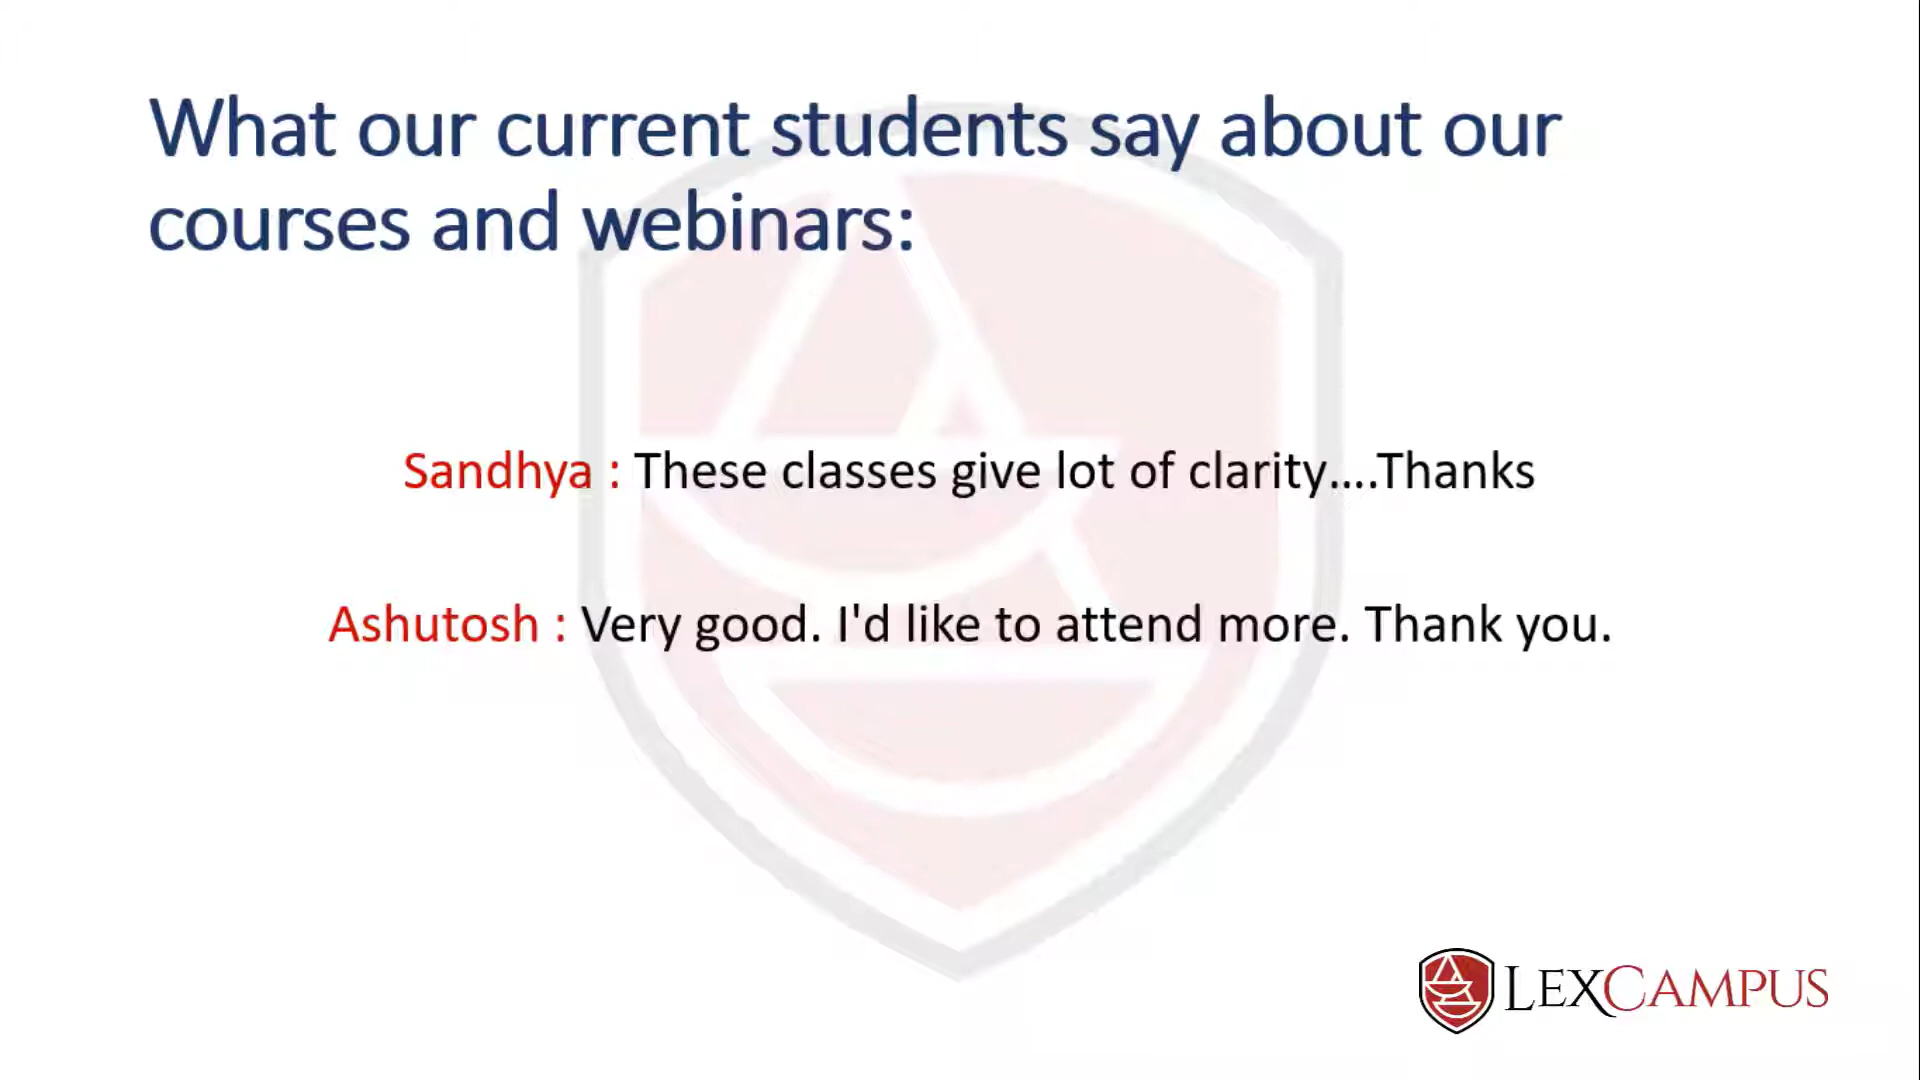 What our current students say about our
courses and webinars:
Sandhya : These classes give lot of clarity....Thanks
Ashutosh : Very good. I'd like to attend more. Thank you.
LEXCAMPUS